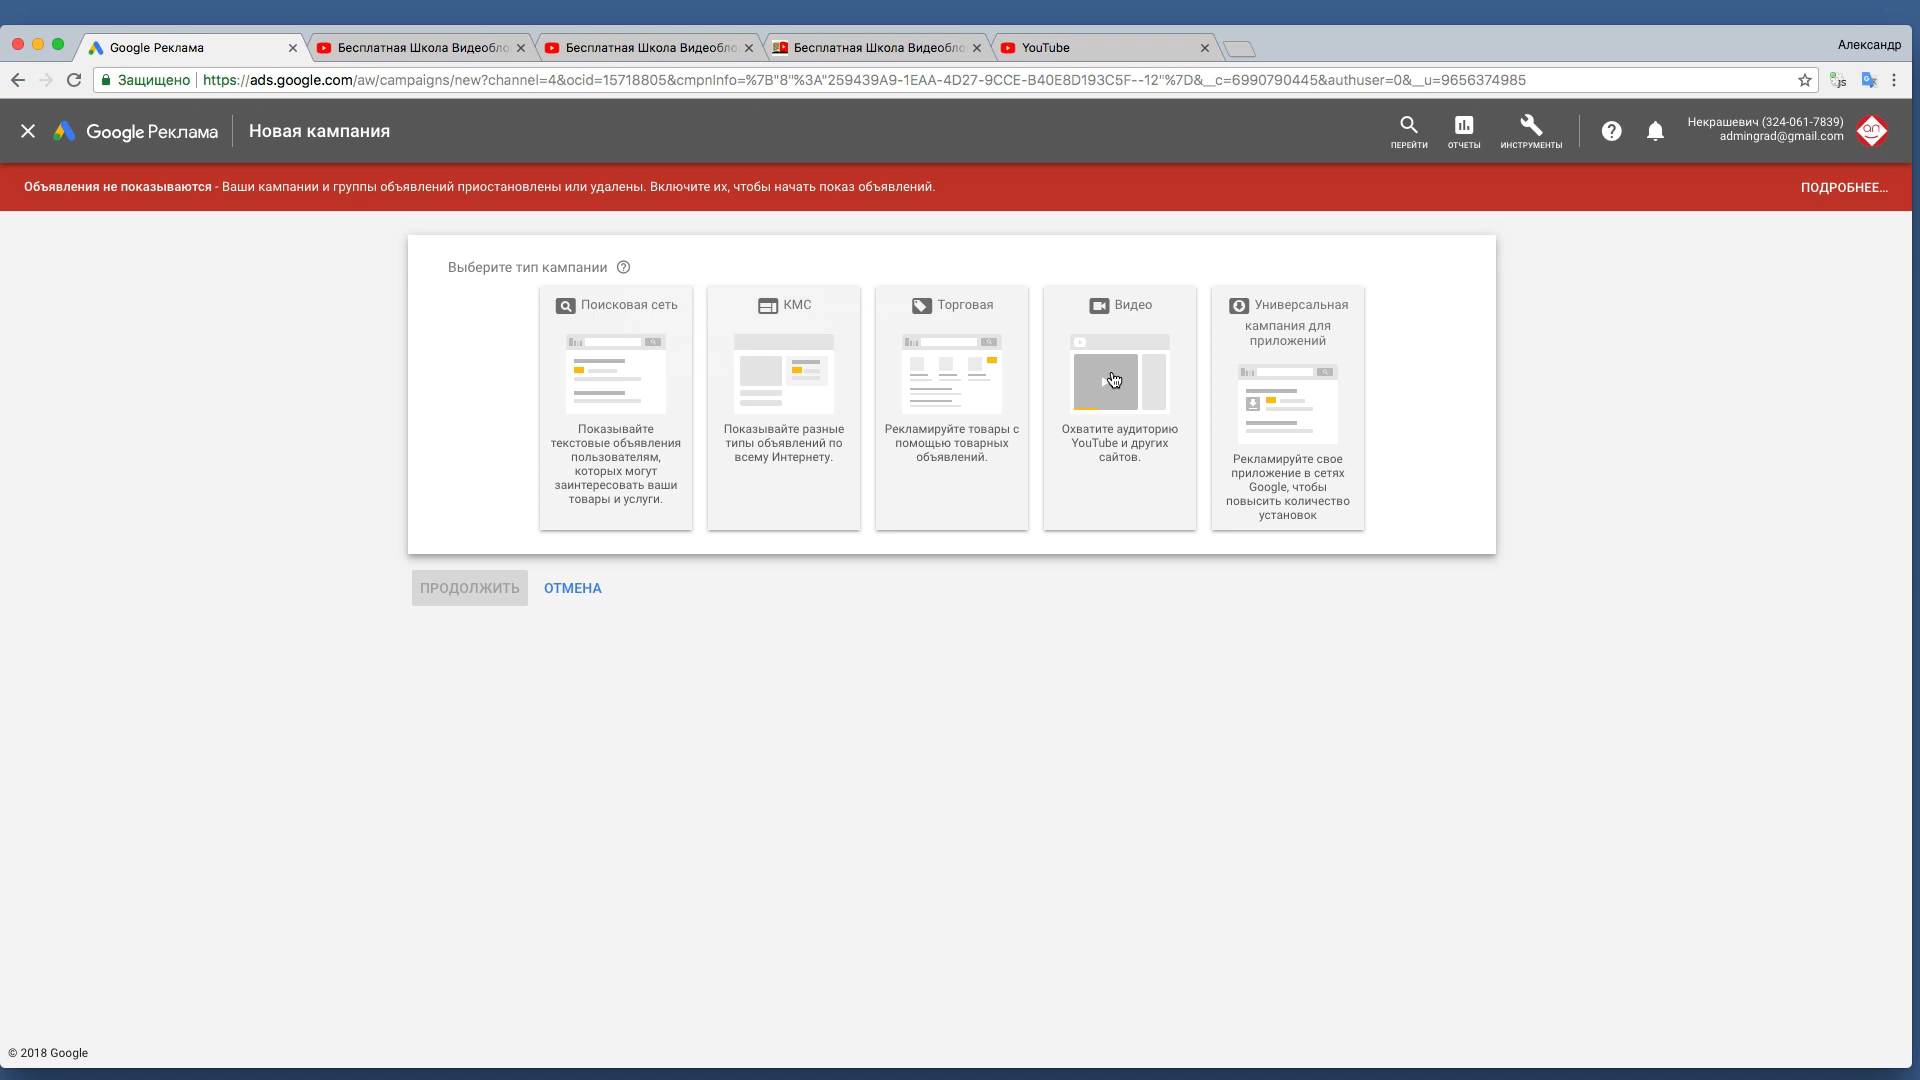 Google Реклама
Бесплатная Школа Видеобло
Бесплатная Школа Видеобло
Бесплатная Школа Видеобло
YouTube
Александр
Защищено
https://ads.google.com/aw/campaigns/new?channel=4&ocid=15718805&cmpnInfo=%7B"8"%3A"259439A9-1EAA-4D27-9CCE-B40E8D193C5F--12"%7D&__c=6990790445&authuser=0&__u=9656374985
Google Реклама
Новая кампания
ПЕРЕЙТИ
ОТЧЕТЫ
ИНСТРУМЕНТЫ
Некрашевич (324-061-7839)
admingrad@gmail.com
Объявления не показываются - Ваши кампании и группы объявлений приостановлены или удалены. Включите их, чтобы начать показ объявлений.
ПОДРОБНЕЕ...
Выберите тип кампании
Поисковая сеть
Показывайте
текстовые объявления
пользователям,
которых могут
заинтересовать ваши
товары и услуги.
КМС
Показывайте разные
типы объявлений по
всему Интернету.
Торговая
Рекламируйте товары с
помощью товарных
объявлений.
Видео
Охватите аудиторию
YouTube и других
сайтов.
Универсальная
кампания для
приложений
Рекламируйте свое
приложение в сетях
Google, чтобы
повысить количество
установок
ПРОДОЛЖИТЬ
ОТМЕНА
© 2018 Google